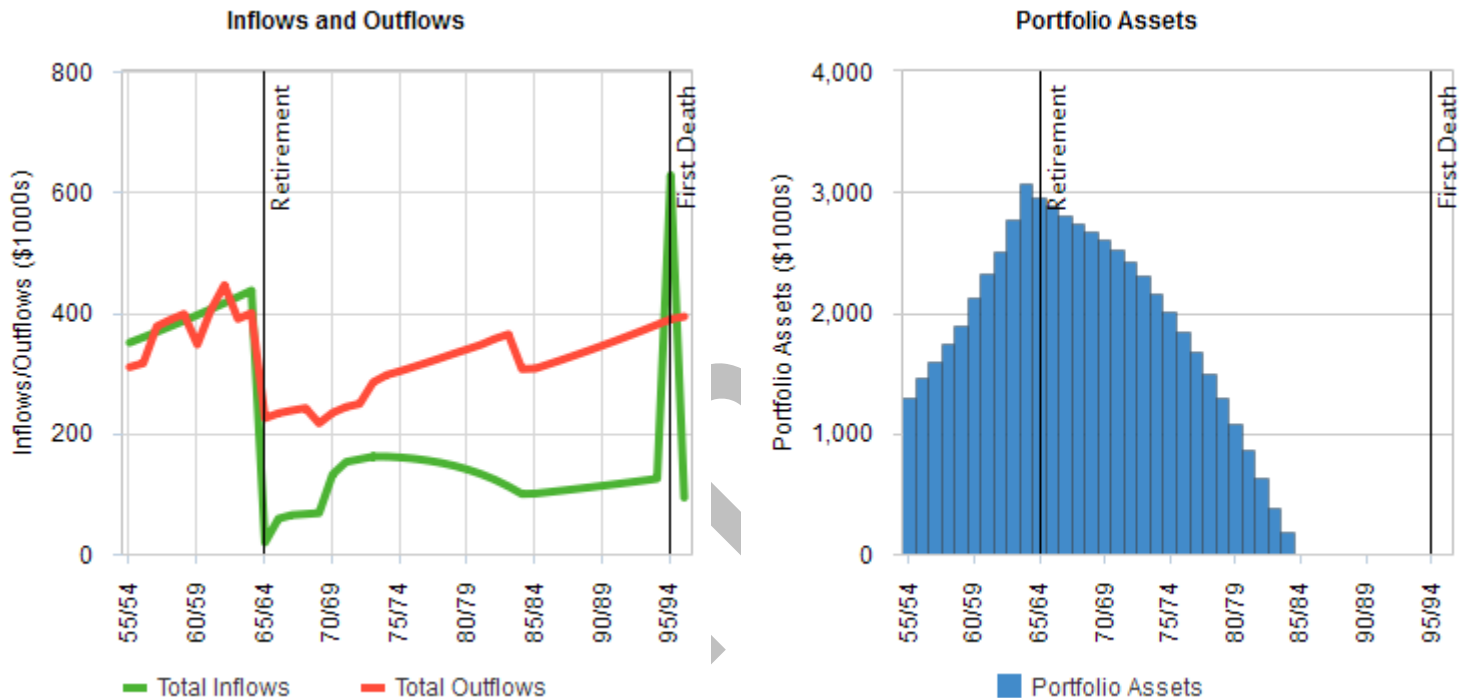 Inflows and Outflows
Inflows/Outflows ($1000s)
800
600
400
200
0
Retirement
First Death
55/54
60/59
65/64
70/69
75/74
80/79
85/84
90/89
95/94
Total Inflows
Total Outflows
Portfolio Assets
Portfolio Assets ($1000s)
4,000
3,000
2,000
1,000
0
Retirement
First Death
55/54
60/59
65/64
70/69
75/74
80/79
85/84
90/89
95/94
Portfolio Assets